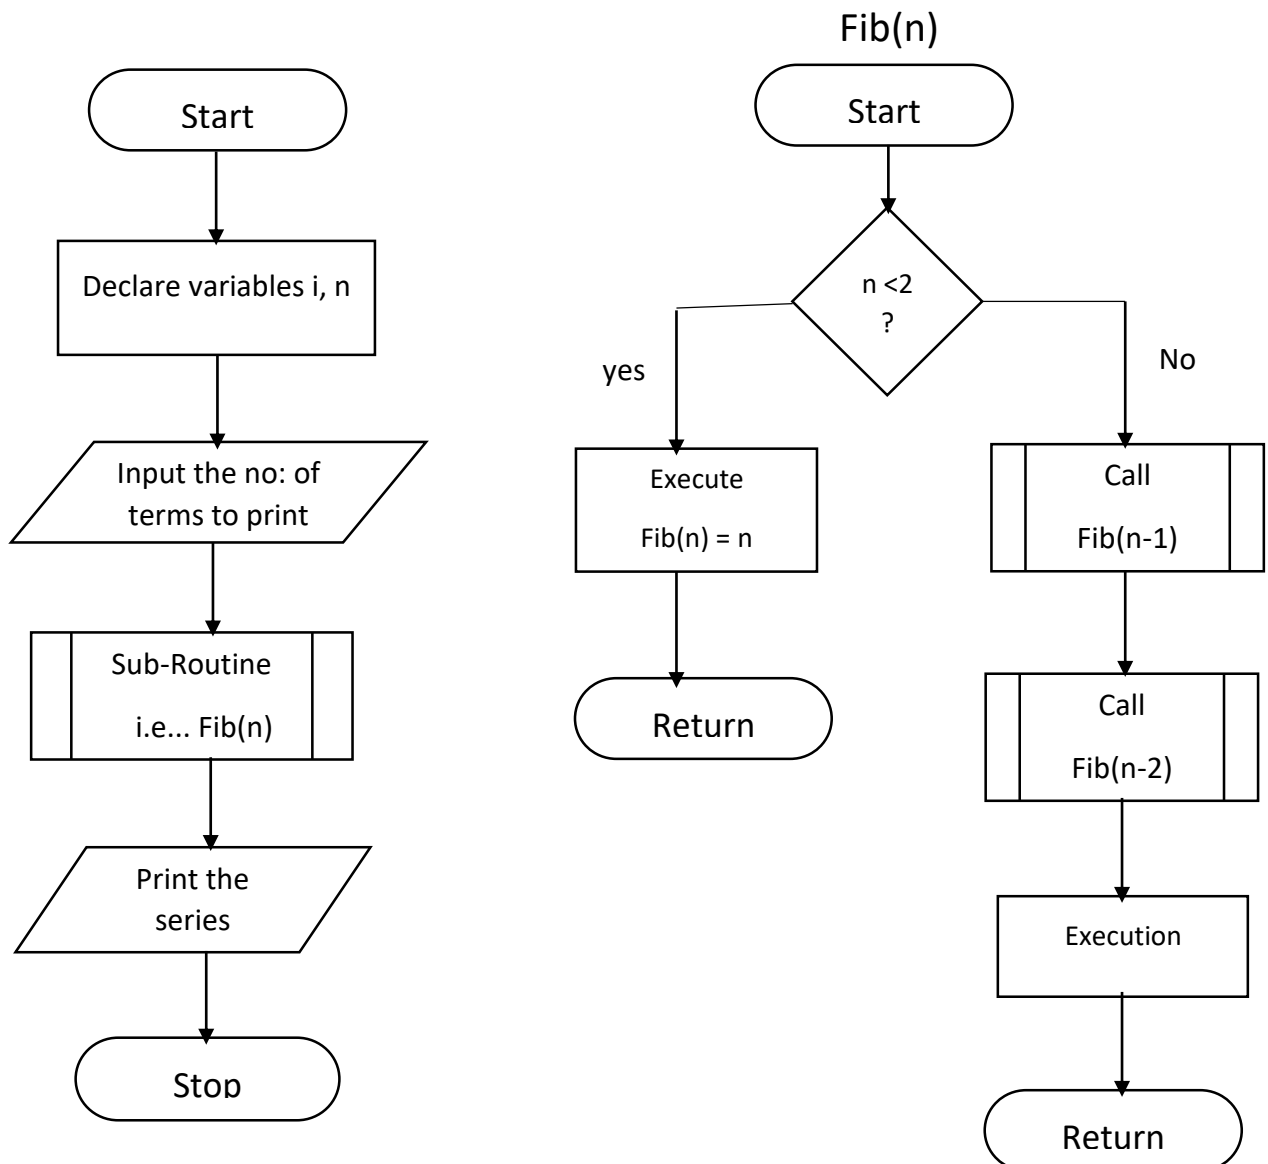 Start
Declare variables i, n
Input the no: of
terms to print
Sub-Routine
i.e... Fib(n)
Print the
series
Stop
Fib(n)
Start
n <2
?
yes
No
Execute
Fib(n) = n
Return
Call
Fib(n-1)
Call
Fib(n-2)
Execution
Return